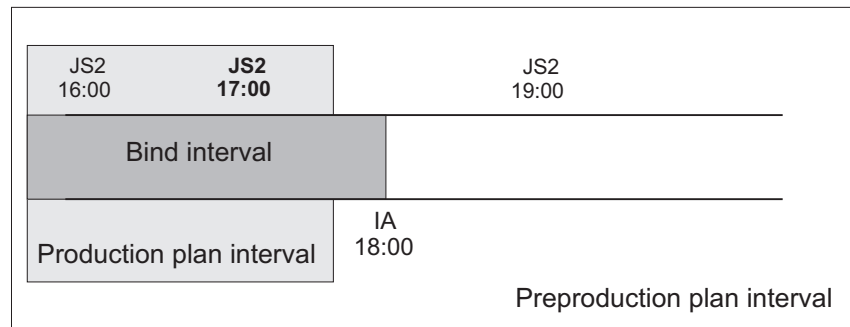 JS2
16:00
JS2
17:00
JS2
19:00
Bind interval
IA
18:00
Production plan interval
Preproduction plan interval